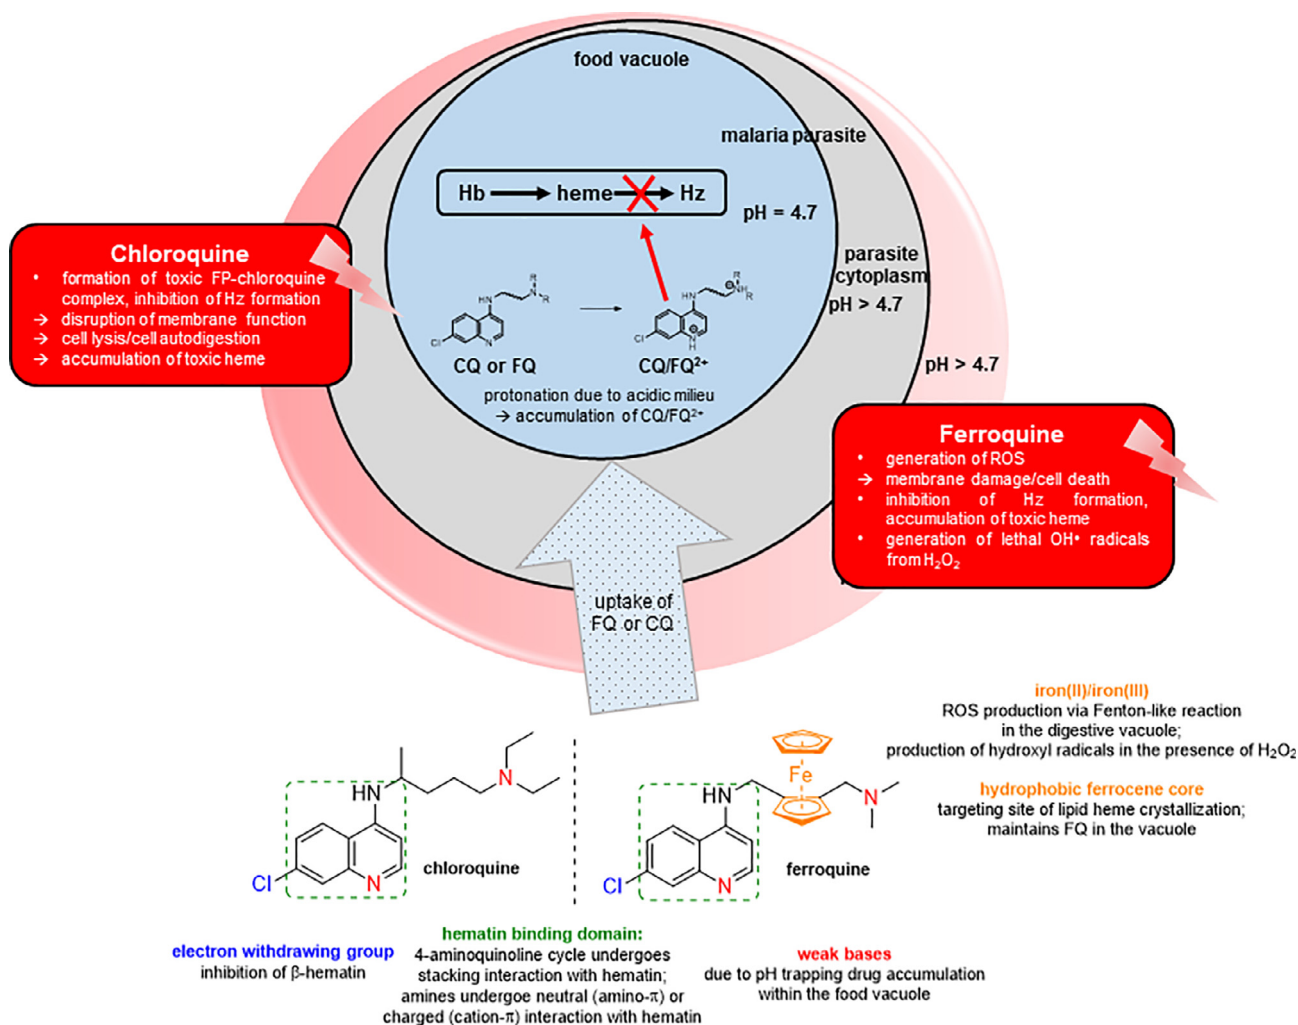 food vacuole
malaria parasite
Hb heme Hz
pH = 4.7
parasite
cytoplasm
pH > 4.7
pH > 4.7
Chloroquine
• formation of toxic FP-chloroquine
complex, inhibition of Hz formation
→ disruption of membrane function
→ cell lysis/cell autodigestion
→ accumulation of toxic heme
HN
N
R
R
Cl
N
HN
⊕
NH
R
R
Cl
⊕
N
H
CQ or FQ
CQ/FQ²⁺
protonation due to acidic milieu
→ accumulation of CQ/FQ²⁺
Ferroquine
• generation of ROS
→ membrane damage/cell death
• inhibition of Hz formation,
accumulation of toxic heme
• generation of lethal OH• radicals
from H₂O₂
uptake of
FQ or CQ
iron(II)/iron(III)
ROS production via Fenton-like reaction
in the digestive vacuole;
production of hydroxyl radicals in the presence of H₂O₂
hydrophobic ferrocene core
targeting site of lipid heme crystallization;
maintains FQ in the vacuole
HN
N
Cl
N
chloroquine
Fe
HN
N
Cl
N
ferroquine
electron withdrawing group
inhibition of β-hematin
hematin binding domain:
4-aminoquinoline cycle undergoes
stacking interaction with hematin;
amines undergoe neutral (amino-π) or
charged (cation-π) interaction with hematin
weak bases
due to pH trapping drug accumulation
within the food vacuole